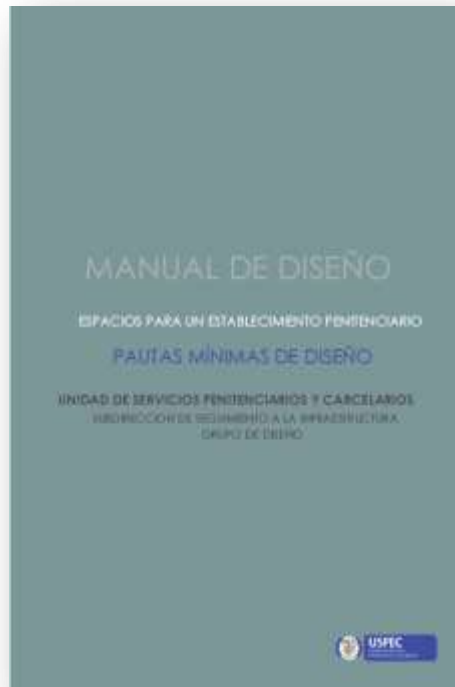 MANUAL DE DISEÑO
ESPACIOS PARA UN ESTABLECIMIENTO PENITENCIARIO
PAUTAS MÍNIMAS DE DISEÑO
UNIDAD DE SERVICIOS PENITENCIARIOS Y CARCELARIOS
SUBDIRECCION DE SEGUIMIENTO A LA INFRAESTRUCTURA
GRUPO DE DISEÑO
USPEC